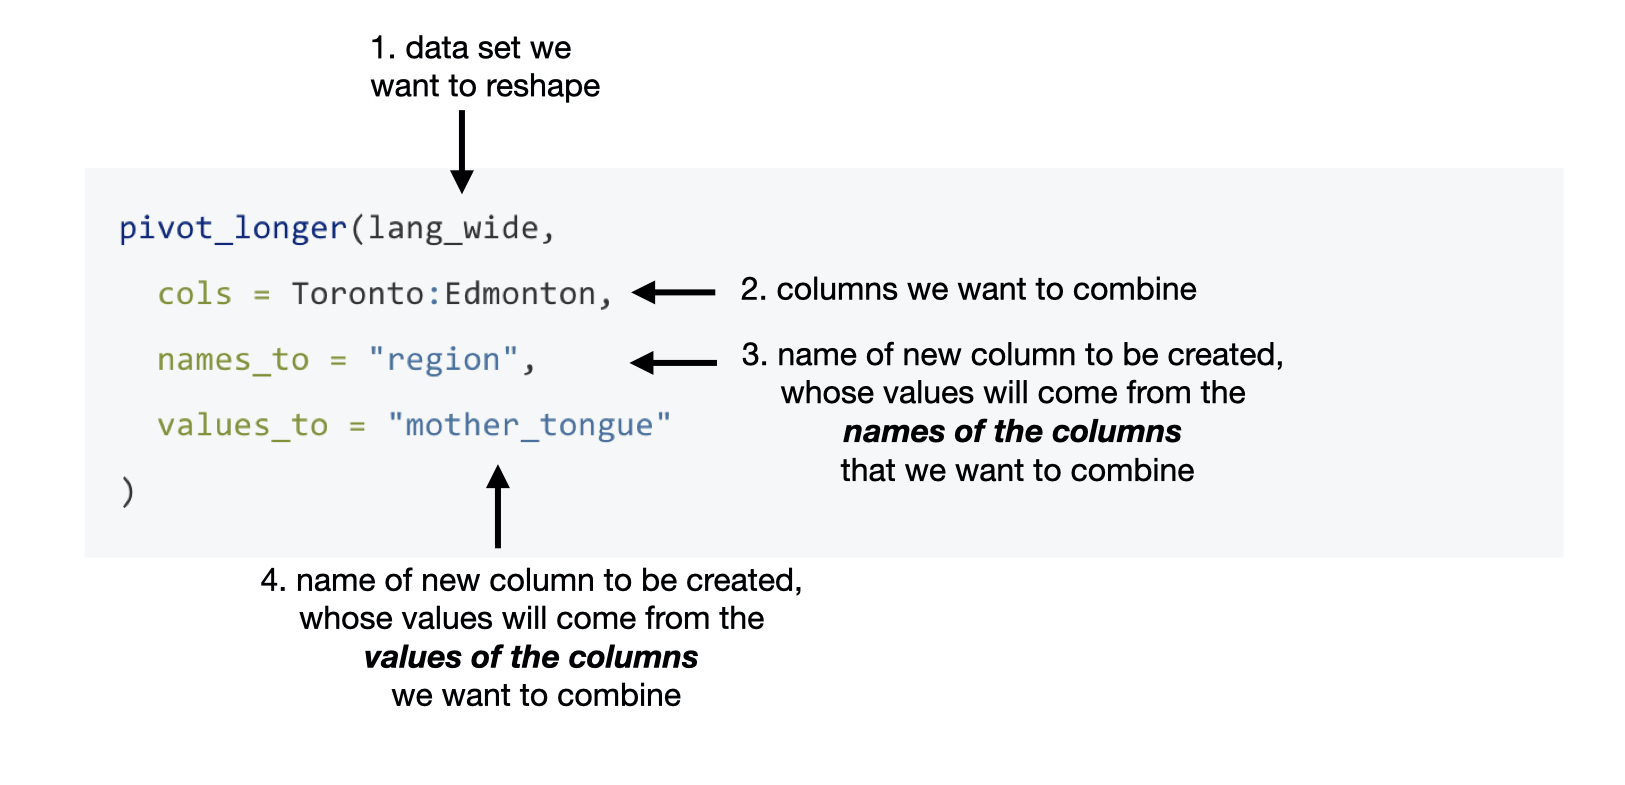 1. data set we
want to reshape
pivot_longer(lang_wide,
cols = Toronto:Edmonton,
2. columns we want to combine
names_to = "region",
3. name of new column to be created,
whose values will come from the
names of the columns
that we want to combine
values_to = "mother_tongue"
)
4. name of new column to be created,
whose values will come from the
values of the columns
we want to combine